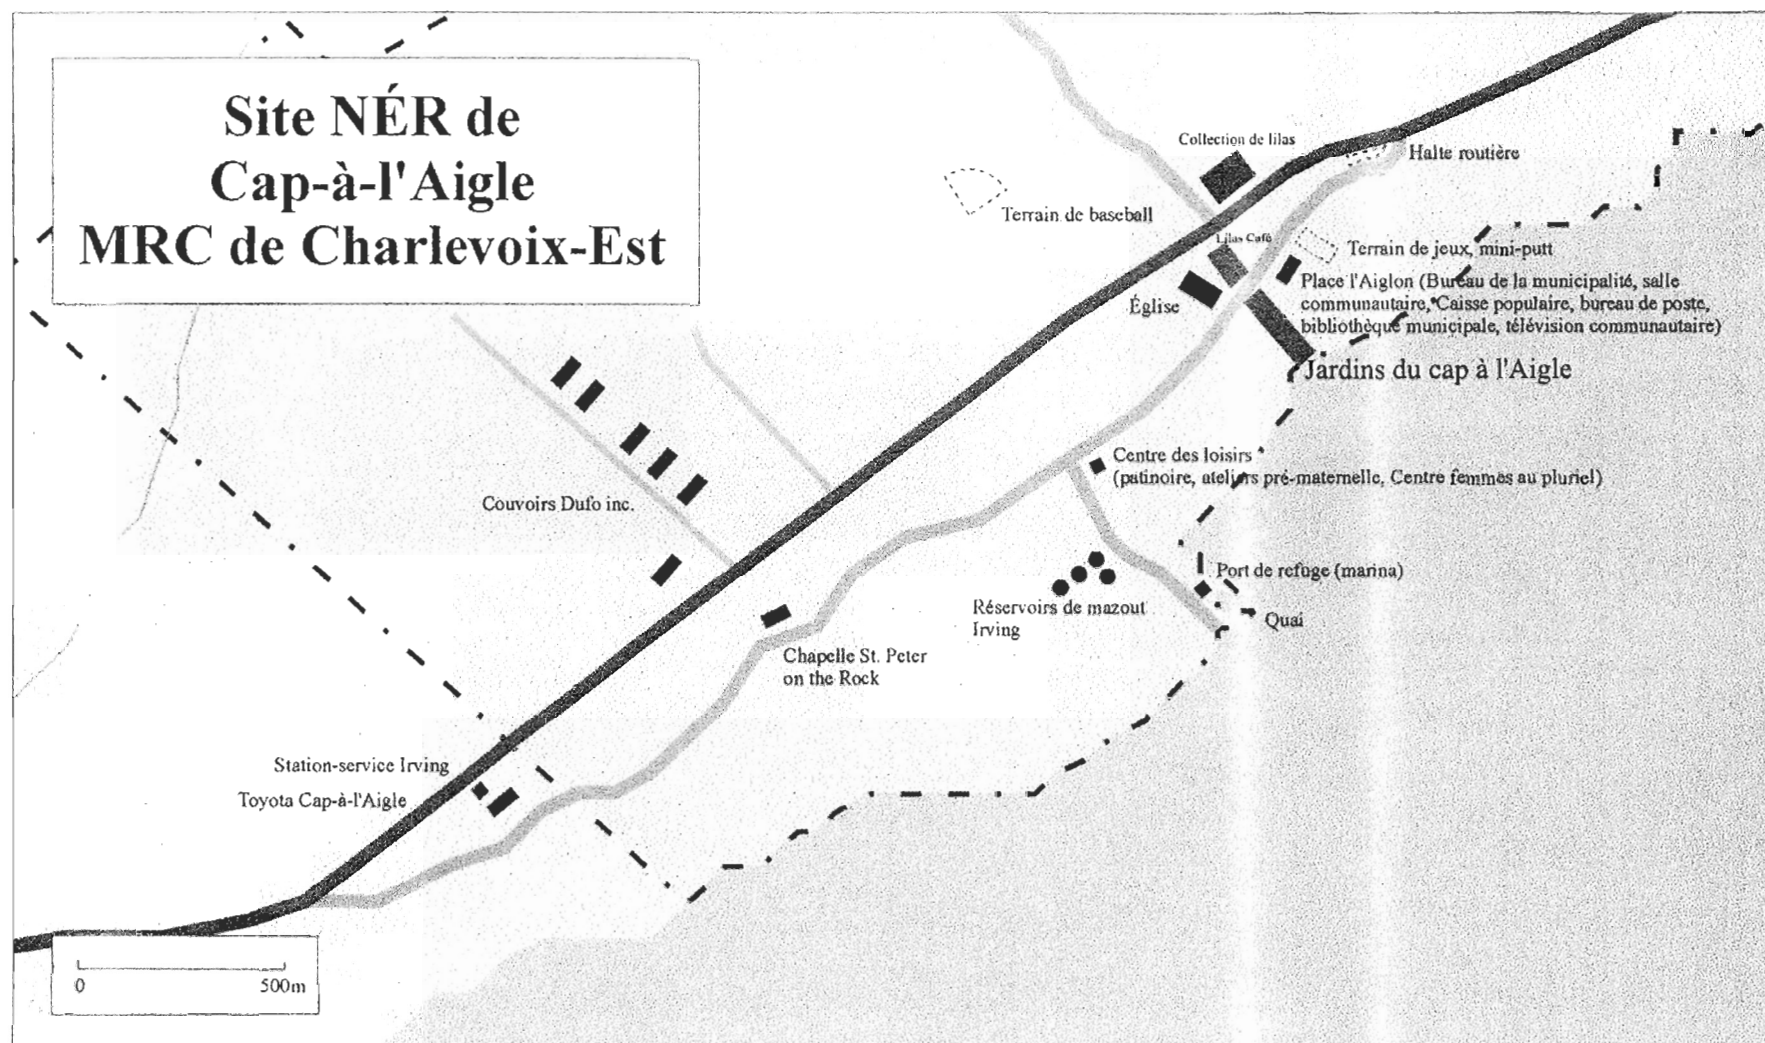 Site NÉR de
Cap-à-l'Aigle
MRC de Charlevoix-Est
Collection de lilas
Halte routière
Terrain de baseball
Lilas Café
Terrain de jeux, mini-putt
Église
Place l'Aiglon (Bureau de la municipalité, salle
communautaire, Caisse populaire, bureau de poste,
bibliothèque municipale, télévision communautaire)
Jardins du cap à l'Aigle
Centre des loisirs
(patinoire, ateliers pré-maternelle, Centre femmes au pluriel)
Couvoirs Dufo inc.
Port de refuge (marina)
Réservoirs de mazout
Irving
Quai
Chapelle St. Peter
on the Rock
Station-service Irving
Toyota Cap-à-l'Aigle
0
500m